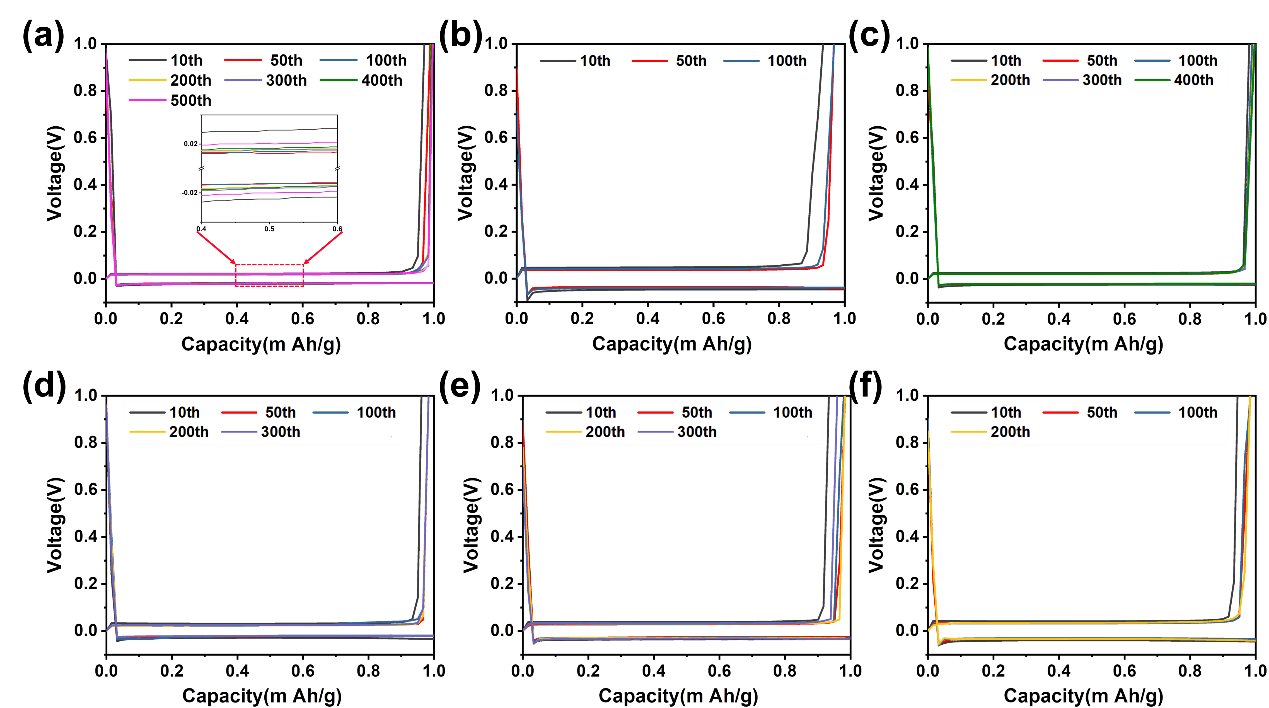 (a)
10th 50th 100th
200th 300th 400th
500th
0.02
-0.02
0.4 0.5 0.6
1.0
0.8
0.6
0.4
0.2
0.0
Voltage(V)
0.0 0.2 0.4 0.6 0.8 1.0
Capacity(m Ah/g)
(b)
10th 50th 100th
1.0
0.8
0.6
0.4
0.2
0.0
Voltage(V)
0.0 0.2 0.4 0.6 0.8 1.0
Capacity(m Ah/g)
(c)
10th 50th 100th
200th 300th 400th
1.0
0.8
0.6
0.4
0.2
0.0
Voltage(V)
0.0 0.2 0.4 0.6 0.8 1.0
Capacity(m Ah/g)
(d)
10th 50th 100th
200th 300th
1.0
0.8
0.6
0.4
0.2
0.0
Voltage(V)
0.0 0.2 0.4 0.6 0.8 1.0
Capacity(m Ah/g)
(e)
10th 50th 100th
200th 300th
1.0
0.8
0.6
0.4
0.2
0.0
Voltage(V)
0.0 0.2 0.4 0.6 0.8 1.0
Capacity(m Ah/g)
(f)
10th 50th 100th
200th
1.0
0.8
0.6
0.4
0.2
0.0
Voltage(V)
0.0 0.2 0.4 0.6 0.8 1.0
Capacity(m Ah/g)